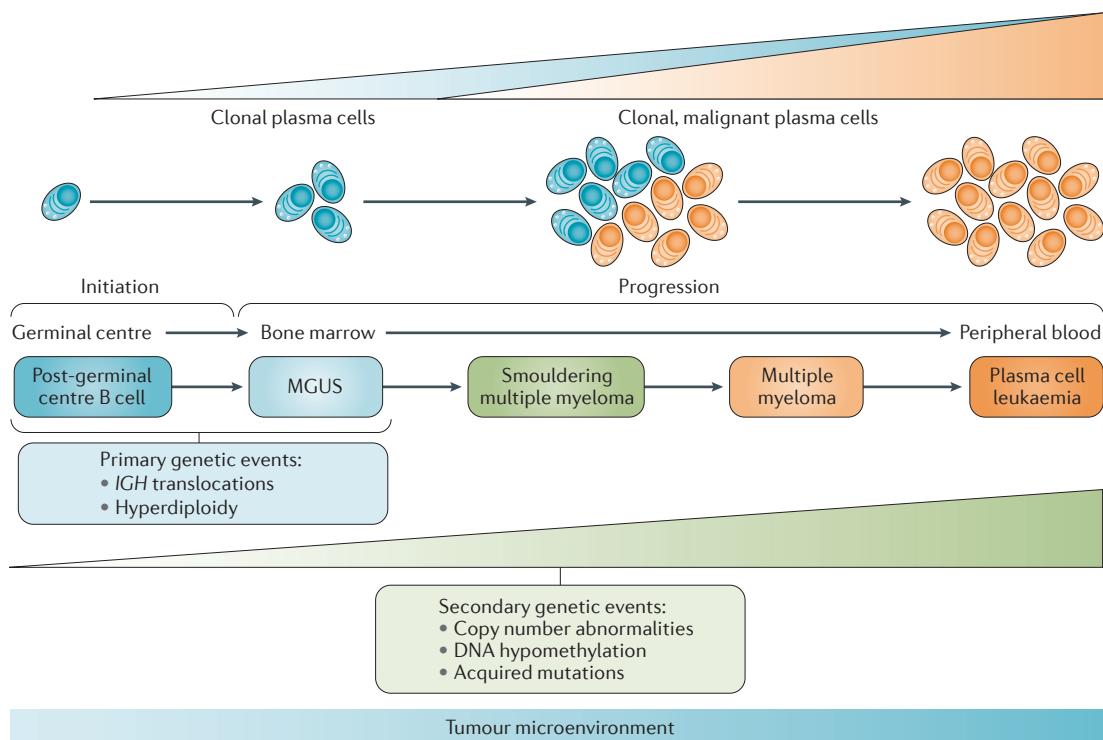 Clonal plasma cells
Clonal, malignant plasma cells
Initiation
Progression
Germinal centre
Bone marrow
Peripheral blood
Post-germinal
centre B cell
MGUS
Smouldering
multiple myeloma
Multiple
myeloma
Plasma cell
leukaemia
Primary genetic events:
• IGH translocations
• Hyperdiploidy
Secondary genetic events:
• Copy number abnormalities
• DNA hypomethylation
• Acquired mutations
Tumour microenvironment